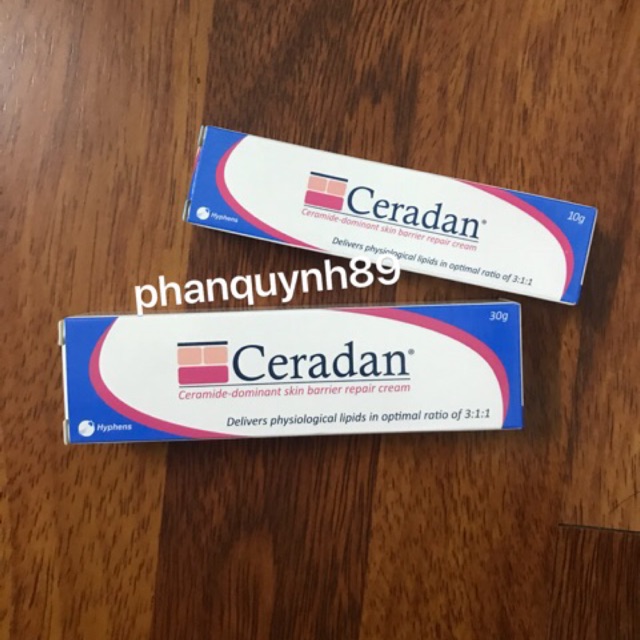 10g
Ceradan®
Ceramide-dominant skin barrier repair cream
Hyphens
Delivers physiological lipids in optimal ratio of 3:1:1
phanquynh89
30g
Ceradan®
Ceramide-dominant skin barrier repair cream
Delivers physiological lipids in optimal ratio of 3:1:1
Hyphens